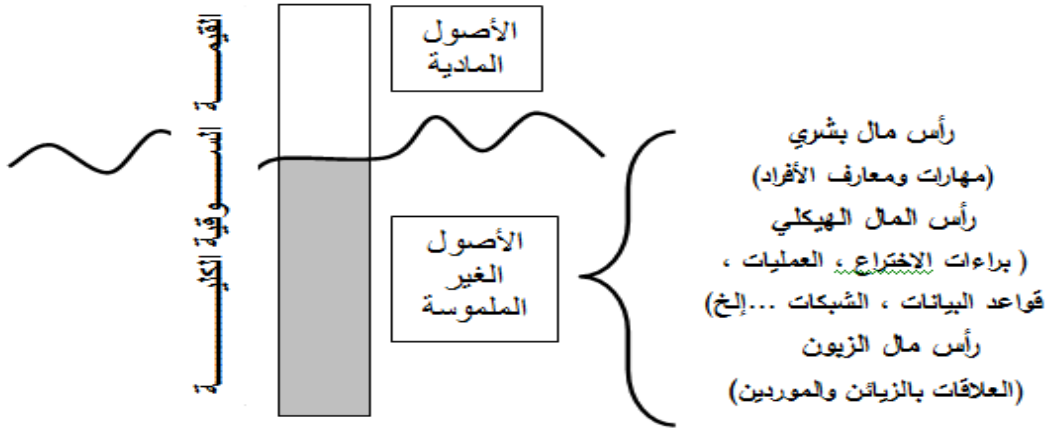 القيمة السوقية الكلية
الأصول
المادية
الأصول
الغير
الملموسة
رأس مال بشري
(مهارات ومعارف الأفراد)
رأس المال الهيكلي
( براءات الاختراع ، العمليات ،
قواعد البيانات ، الشبكات ...إلخ)
رأس مال الزبون
(العلاقات بالزبائن والموردين)